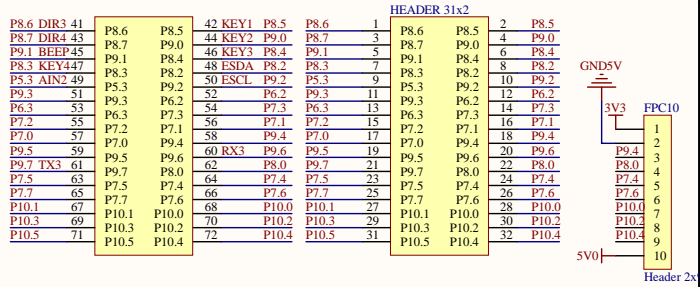 HEADER 31x2
P8.6 DIR3 41 P8.6 P8.5 42 KEY1 P8.5 P8.6 1 P8.6 P8.5 2 P8.5
P8.7 DIR4 43 P8.7 P9.0 44 KEY2 P9.0 P8.7 3 P8.7 P9.0 4 P9.0
P9.1 BEEP45 P9.1 P8.4 46 KEY3 P8.4 P9.1 5 P9.1 P8.4 6 P8.4
P8.3 KEY447 P8.3 P8.2 48 ESDA P8.2 P8.3 7 P8.3 P8.2 8 P8.2
P5.3 AIN2 49 P5.3 P9.2 50 ESCL P9.2 P5.3 9 P5.3 P9.2 10 P9.2
P9.3 51 P9.3 P6.2 52 P6.2 P9.3 11 P9.3 P6.2 12 P6.2
P6.3 53 P6.3 P7.3 54 P7.3 P6.3 13 P6.3 P7.3 14 P7.3
P7.2 55 P7.2 P7.1 56 P7.1 P7.2 15 P7.2 P7.1 16 P7.1
P7.0 57 P7.0 P9.4 58 P9.4 P7.0 17 P7.0 P9.4 18 P9.4
P9.5 59 P9.5 P9.6 60 RX3 P9.6 P9.5 19 P9.5 P9.6 20 P9.6
P9.7 TX3 61 P9.7 P8.0 62 P8.0 P9.7 21 P9.7 P8.0 22 P8.0
P7.5 63 P7.5 P7.4 64 P7.4 P7.5 23 P7.5 P7.4 24 P7.4
P7.7 65 P7.7 P7.6 66 P7.6 P7.7 25 P7.7 P7.6 26 P7.6
P10.1 67 P10.1 P10.0 68 P10.0 P10.1 27 P10.1 P10.0 28 P10.0
P10.3 69 P10.3 P10.2 70 P10.2 P10.3 29 P10.3 P10.2 30 P10.2
P10.5 71 P10.5 P10.4 72 P10.4 P10.5 31 P10.5 P10.4 32 P10.4
GND5V
3V3 FPC10
1
2
P9.4 3
P8.0 4
P7.4 5
P7.6 6
P10.0 7
P10.2 8
P10.4 9
5V0 10